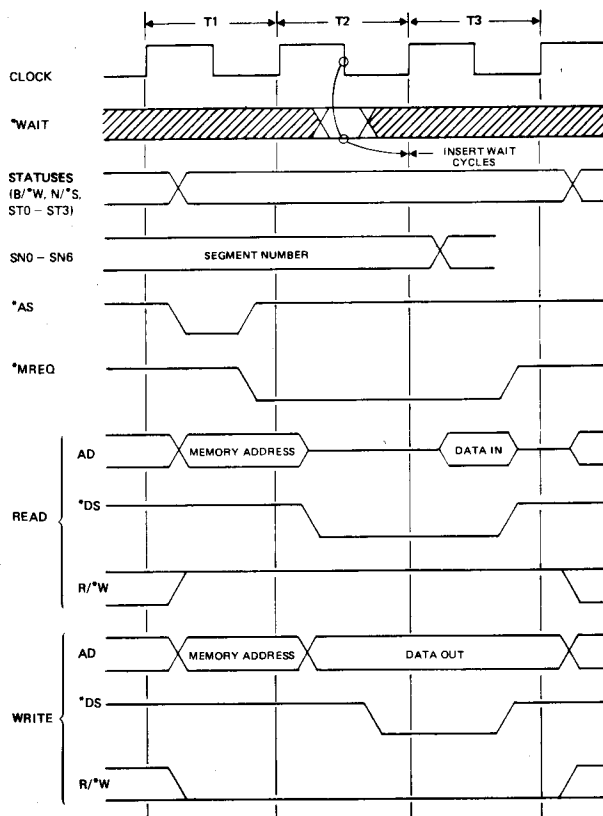 T1 T2 T3
CLOCK
*WAIT
INSERT WAIT
CYCLES
STATUSES
(B/*W, N/*S,
ST0 – ST3)
SN0 – SN6 SEGMENT NUMBER
*AS
*MREQ
AD MEMORY ADDRESS DATA IN
*DS
READ
R/*W
AD MEMORY ADDRESS DATA OUT
*DS
WRITE
R/*W